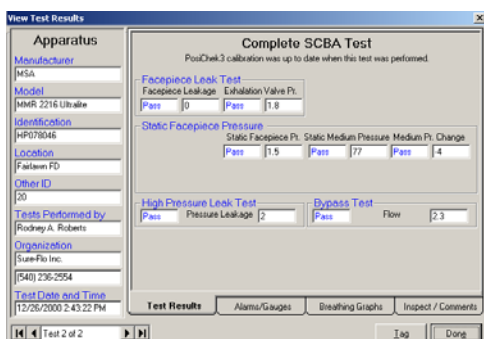 View Test Results
Apparatus
Manufacturer
MSA
Model
MMR 2216 Ultralite
Identification
HP078046
Location
Fairlawn FD
Other ID
20
Tests Performed by
Rodney A. Roberts
Organization
Sure-Flo Inc.
(540) 236-2554
Test Date and Time
12/26/2000 2:43:22 PM
Complete SCBA Test
PosiChek3 calibration was up to date when this test was performed.
Facepiece Leak Test
Facepiece Leakage Exhalation Valve Pr.
Pass 0 Pass 1.8
Static Facepiece Pressure
Static Facepiece Pr. Static Medium Pressure Medium Pr. Change
Pass 1.5 Pass 77 Pass -4
High Pressure Leak Test
Pass Pressure Leakage 2
Bypass Test
Pass Flow 2.3
Test Results Alarms/Gauges Breathing Graphs Inspect / Comments
Test 2 of 2 Tag Done